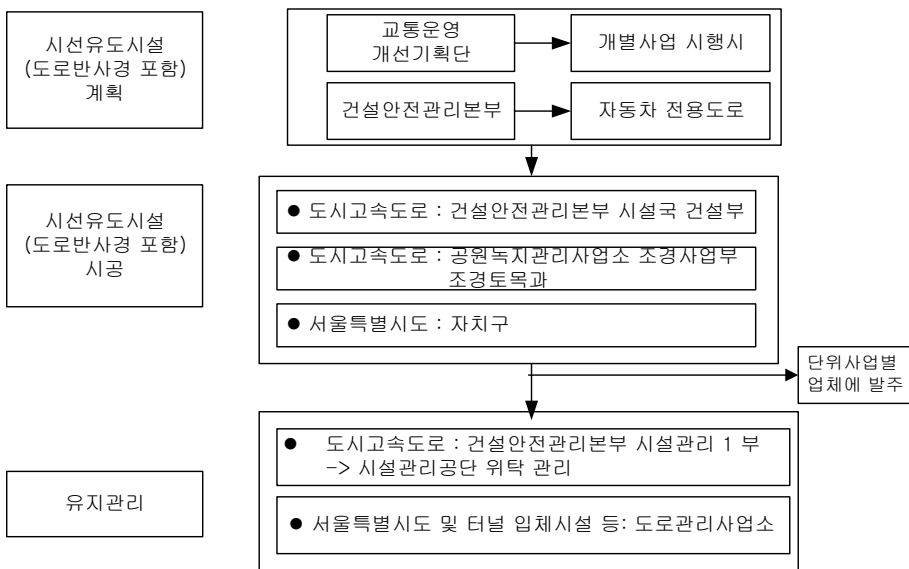 시선유도시설
(도로반사경 포함)
계획
교통운영
개선기획단
개별사업 시행시
건설안전관리본부
자동차 전용도로
시선유도시설
(도로반사경 포함)
시공
● 도시고속도로 : 건설안전관리본부 시설국 건설부
● 도시고속도로 : 공원녹지관리사업소 조경사업부
조경토목과
● 서울특별시도 : 자치구
단위사업별
업체에 발주
유지관리
● 도시고속도로 : 건설안전관리본부 시설관리 1 부
-> 시설관리공단 위탁 관리
● 서울특별시도 및 터널 입체시설 등: 도로관리사업소